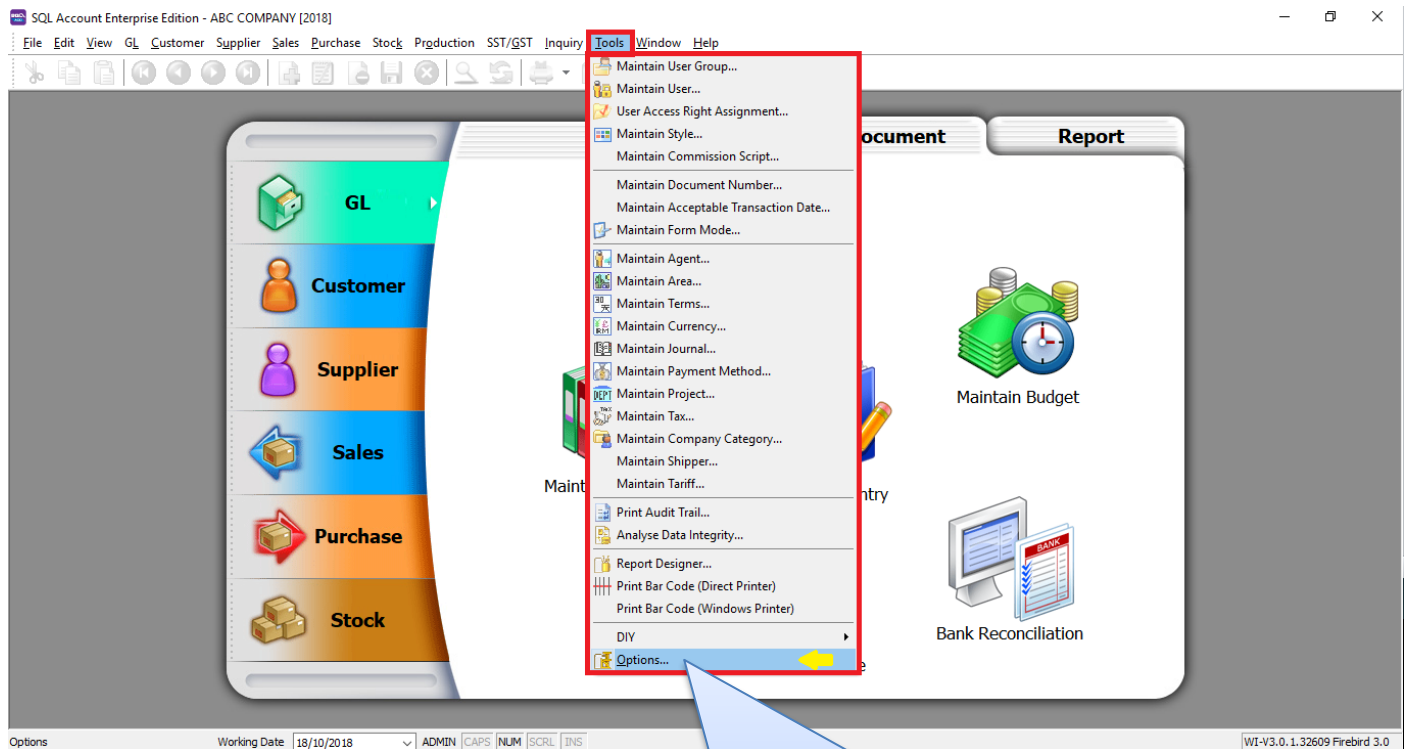 SQL Account Enterprise Edition - ABC COMPANY [2018]
File Edit View GL Customer Supplier Sales Purchase Stock Production SST/GST Inquiry Tools Window Help
Maintain User Group...
Maintain User...
User Access Right Assignment...
Maintain Style...
Maintain Commission Script...
Maintain Document Number...
Maintain Acceptable Transaction Date...
Maintain Form Mode...
Maintain Agent...
Maintain Area...
Maintain Terms...
Maintain Currency...
Maintain Journal...
Maintain Payment Method...
Maintain Project...
Maintain Tax...
Maintain Company Category...
Maintain Shipper...
Maintain Tariff...
Print Audit Trail...
Analyse Data Integrity...
Report Designer...
Print Bar Code (Direct Printer)
Print Bar Code (Windows Printer)
DIY
Options...
ocument
Report
GL
Customer
Supplier
Sales
Purchase
Stock
Maint
ntry
Maintain Budget
BANK
Bank Reconciliation
e
Options
Working Date 18/10/2018 ADMIN CAPS NUM SCRL INS
WI-V3.0.1.32609 Firebird 3.0